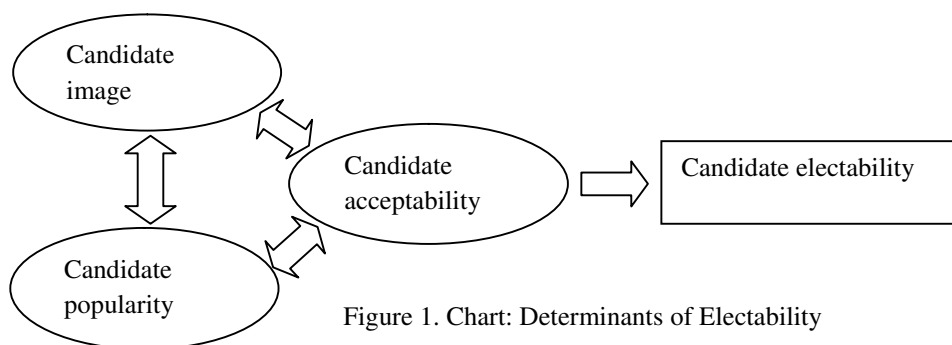 Candidate
image
Candidate
acceptability
Candidate electability
Candidate
popularity
Figure 1. Chart: Determinants of Electability